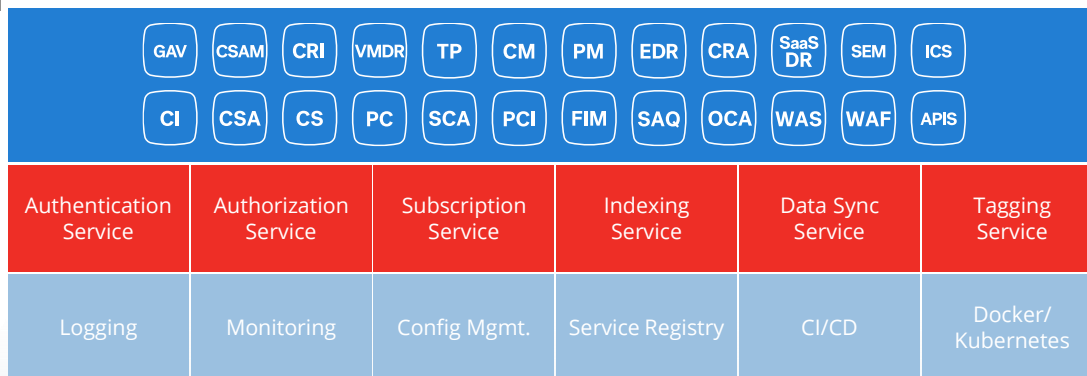 GAV CSAM CRI VMDR TP CM PM EDR CRA SaaS DR SEM ICS
CI CSA CS PC SCA PCI FIM SAQ OCA WAS WAF APIS
Authentication Service
Authorization Service
Subscription Service
Indexing Service
Data Sync Service
Tagging Service
Logging
Monitoring
Config Mgmt.
Service Registry
CI/CD
Docker/
Kubernetes